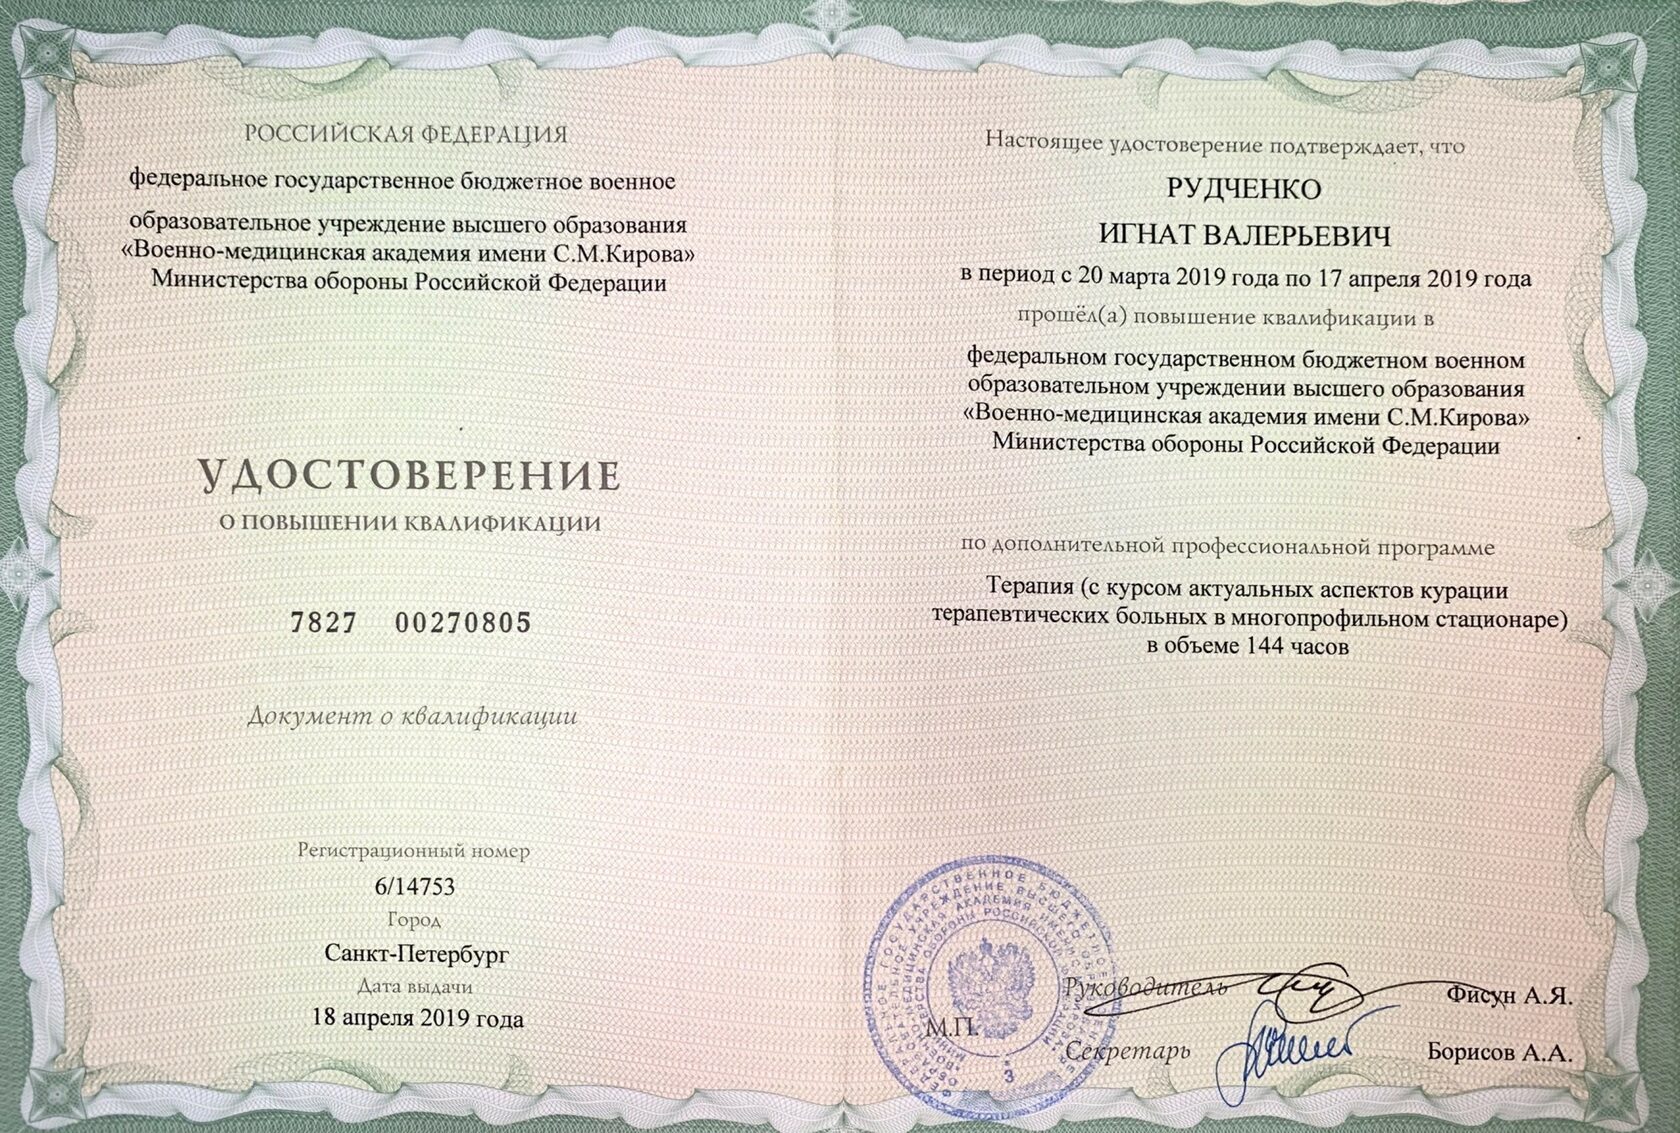 РОССИЙСКАЯ ФЕДЕРАЦИЯ
федеральное государственное бюджетное военное
образовательное учреждение высшего образования
«Военно-медицинская академия имени С.М.Кирова»
Министерства обороны Российской Федерации
УДОСТОВЕРЕНИЕ
О ПОВЫШЕНИИ КВАЛИФИКАЦИИ
7827 00270805
Документ о квалификации
Регистрационный номер
6/14753
Город
Санкт-Петербург
Дата выдачи
18 апреля 2019 года
Настоящее удостоверение подтверждает, что
РУДЧЕНКО
ИГНАТ ВАЛЕРЬЕВИЧ
в период с 20 марта 2019 года по 17 апреля 2019 года
прошёл(а) повышение квалификации в
федеральном государственном бюджетном военном
образовательном учреждении высшего образования
«Военно-медицинская академия имени С.М.Кирова»
Министерства обороны Российской Федерации
по дополнительной профессиональной программе
Терапия (с курсом актуальных аспектов курации
терапевтических больных в многопрофильном стационаре)
в объеме 144 часов
Руководитель
Фисун А.Я.
М.П.
Секретарь
Борисов А.А.
3